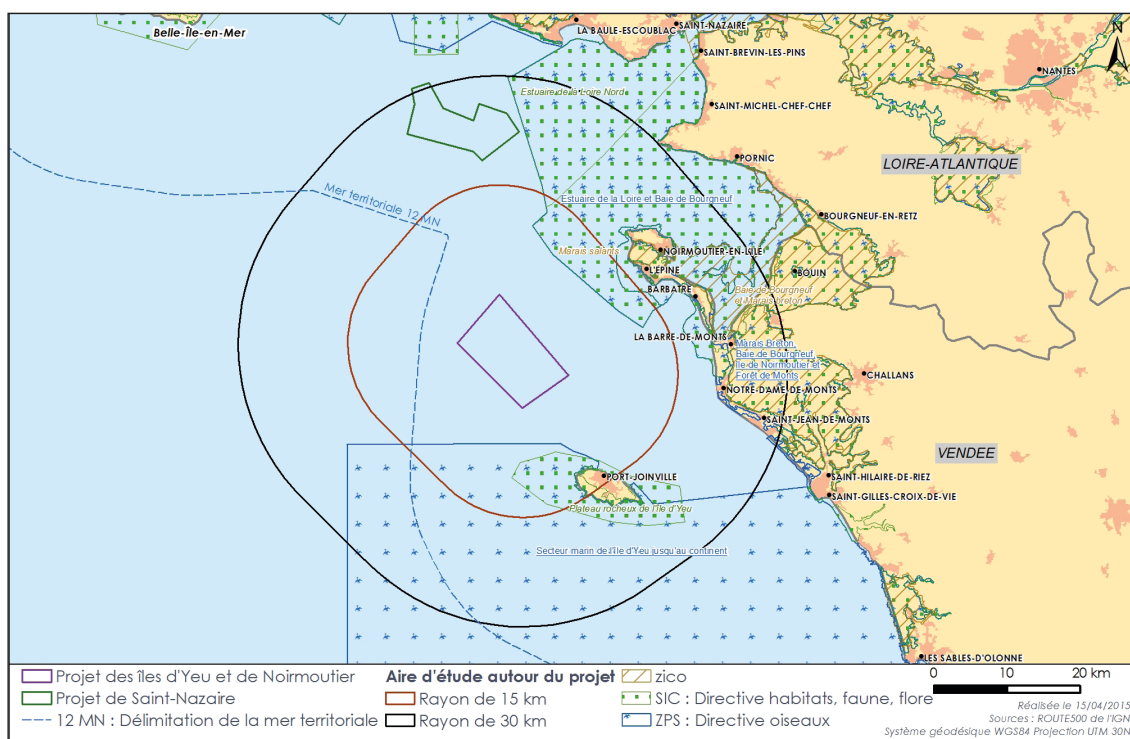 Belle-Île-en-Mer
LA BAULE-ESCOUBLAC
SAINT-NAZAIRE
SAINT-BREVIN-LES-PINS
N
NANTES
Estuaire de la Loire Nord
SAINT-MICHEL-CHEF-CHEF
PORNIC
LOIRE-ATLANTIQUE
Mer territoriale 12 MN
Estuaire de la Loire et Baie de Bourgneuf
BOURGNEUF-EN-RETZ
Marais salants
NOIRMOUTIER-EN-L'ILE
L'EPINE
BOUIN
BARBATRE
Baie de Bourgneuf
et Marais breton
LA BARRE-DE-MONTS
Marais Breton,
Baie de Bourgneuf,
Île de Noirmoutier et
Forêt de Monts
CHALLANS
NOTRE-DAME-DE-MONTS
SAINT-JEAN-DE-MONTS
VENDEE
PORT-JOINVILLE
SAINT-HILAIRE-DE-RIEZ
SAINT-GILLES-CROIX-DE-VIE
Plateau rocheux de l'île d'Yeu
Secteur marin de l'île d'Yeu jusqu'au continent
LES SABLES-D'OLONNE
Projet des îles d'Yeu et de Noirmoutier
Projet de Saint-Nazaire
12 MN : Délimitation de la mer territoriale
Aire d'étude autour du projet
Rayon de 15 km
Rayon de 30 km
zico
SIC : Directive habitats, faune, flore
ZPS : Directive oiseaux
0 10 20 km
Réalisée le 15/04/2015
Sources : ROUTE500 de l'IGN
Système géodésique WGS84 Projection UTM 30N